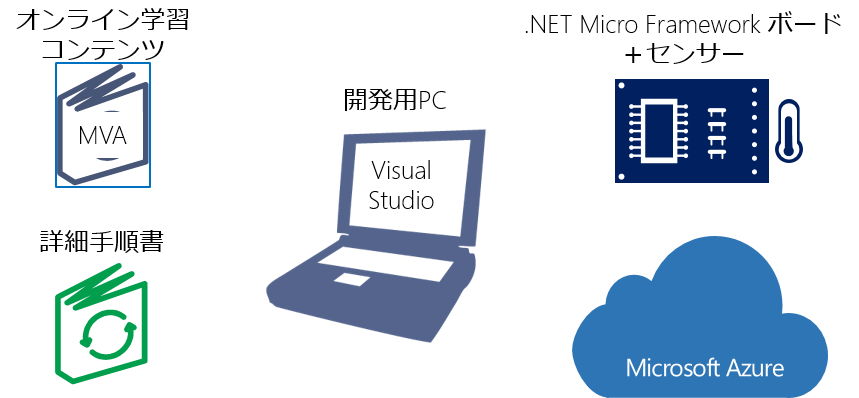 オンライン学習
コンテンツ
MVA
詳細手順書
開発用PC
Visual
Studio
.NET Micro Framework ボード
＋センサー
Microsoft Azure